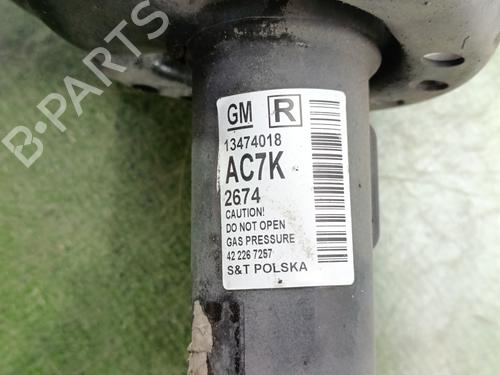 B-PARTS
GM R
13474018
AC7K
2674
CAUTION!
DO NOT OPEN
GAS PRESSURE
42 226 7257
S&T POLSKA